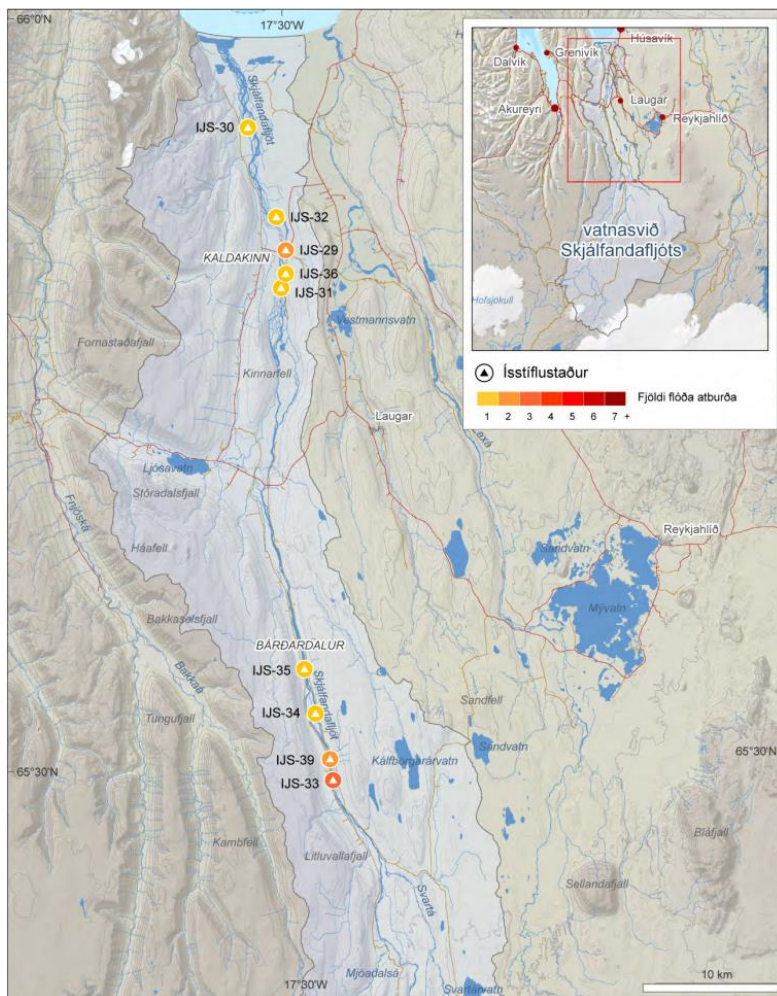 66°0'N
17°30'W
Skjálfandafljót
IJS-30
IJS-32
IJS-29
KALDAKINN
IJS-36
IJS-31
Vestmannsvatn
Fornastaðafjall
Kinnarfell
Laugar
Laxá
Ljósavatn
Stóradalsfjall
Fnjóská
Háafell
Reykjahlíð
Sandvatn
Mývatn
Bakkaselsfjall
Bakkaá
BÁRÐARDALUR
IJS-35
Skjálfandafljót
IJS-34
Tungufjall
Sandfell
Sandvatn
IJS-39
Kálfborgarárvatn
65°30'N
65°30'N
IJS-33
Bláfjall
Kambfell
Litluvallafjall
Sellandafjall
Svartá
Mjóadalsá
Svartárvatn
17°30'W
10 km
Húsavík
Grenivík
Dalvík
Laugar
Akureyri
Reykjahlíð
vatnasvið
Skjálfandafljóts
Hofsjökull
Ísstíflustaður
Fjöldi flóða atburða
1 2 3 4 5 6 7 +